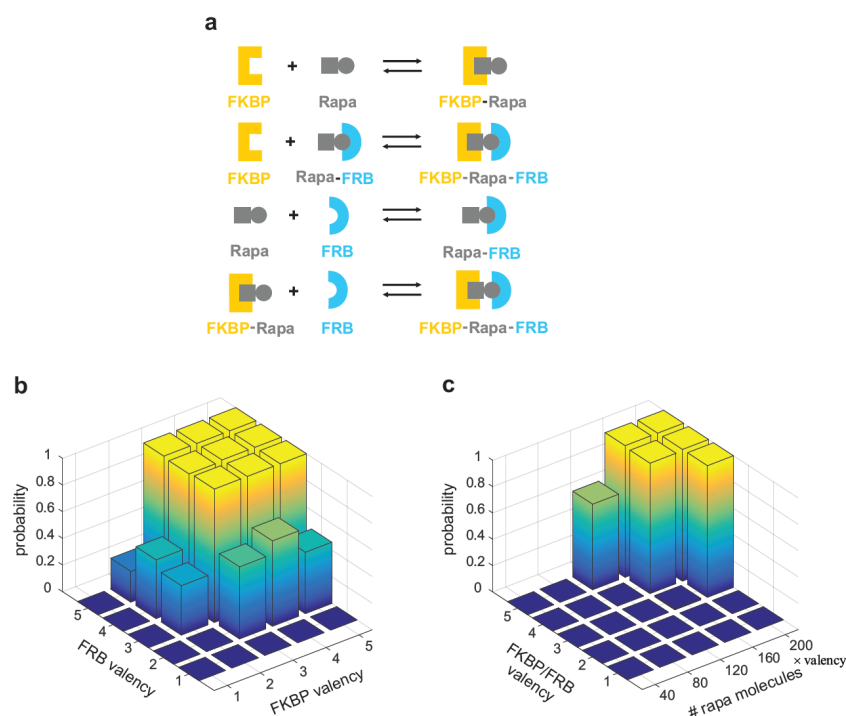 a
+
FKBP
Rapa
FKBP-Rapa
+
FKBP
Rapa-FRB
FKBP-Rapa-FRB
+
Rapa
FRB
Rapa-FRB
+
FKBP-Rapa
FRB
FKBP-Rapa-FRB
b
1
0.8
0.6
0.4
0.2
0
probability
5
4
3
2
1
FRB valency
1
2
3
4
5
FKBP valency
c
1
0.8
0.6
0.4
0.2
0
probability
5
4
3
2
1
FKBP/FRB
valency
40
80
120
160
200
× valency
# rapa molecules